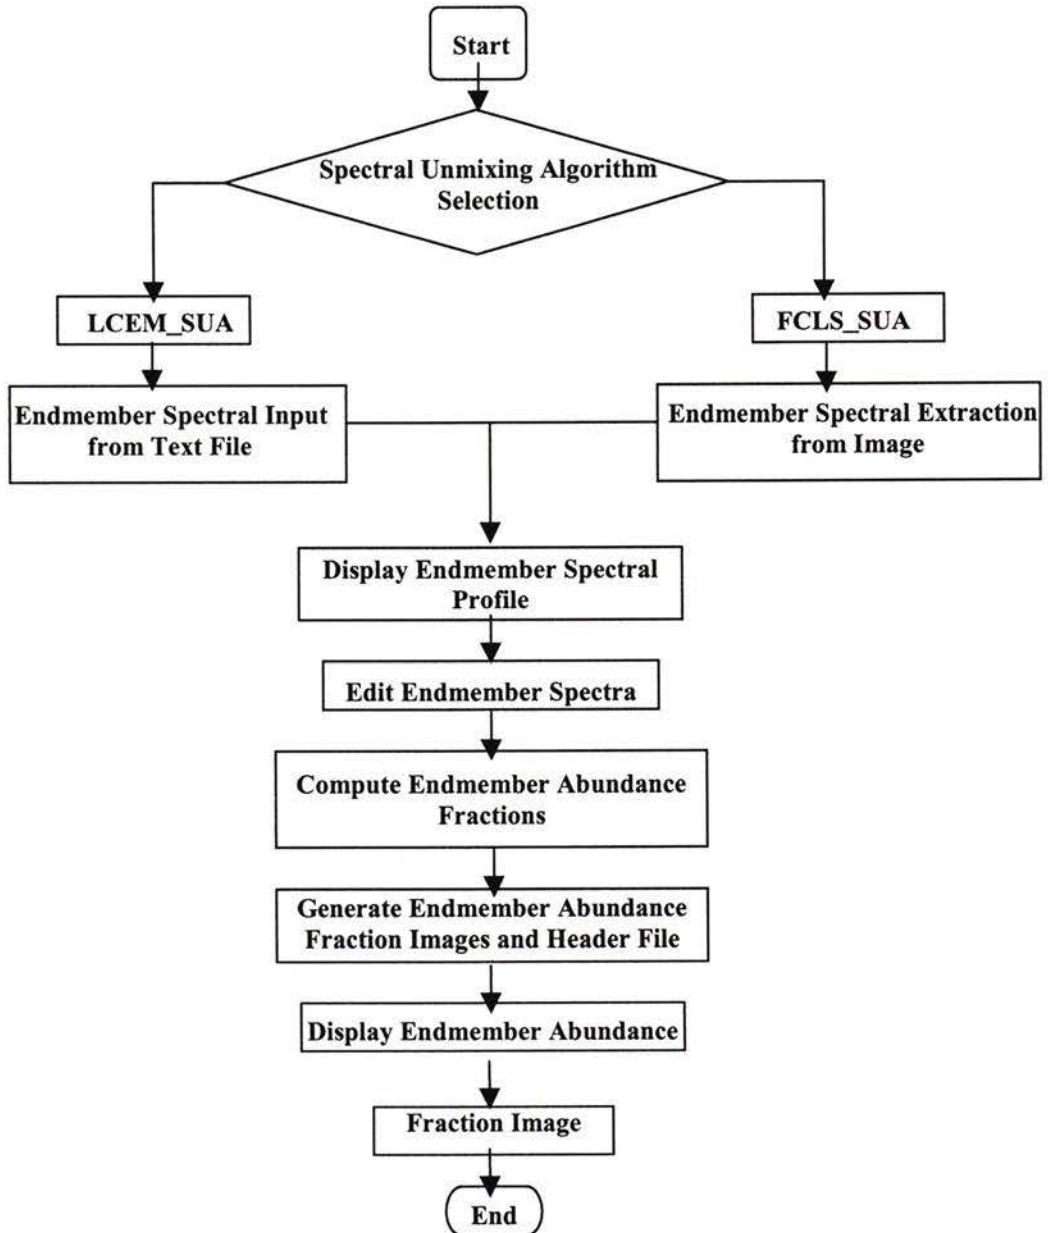 Start
Spectral Unmixing Algorithm
Selection
LCEM_SUA
FCLS_SUA
Endmember Spectral Input
from Text File
Endmember Spectral Extraction
from Image
Display Endmember Spectral
Profile
Edit Endmember Spectra
Compute Endmember Abundance
Fractions
Generate Endmember Abundance
Fraction Images and Header File
Display Endmember Abundance
Fraction Image
End